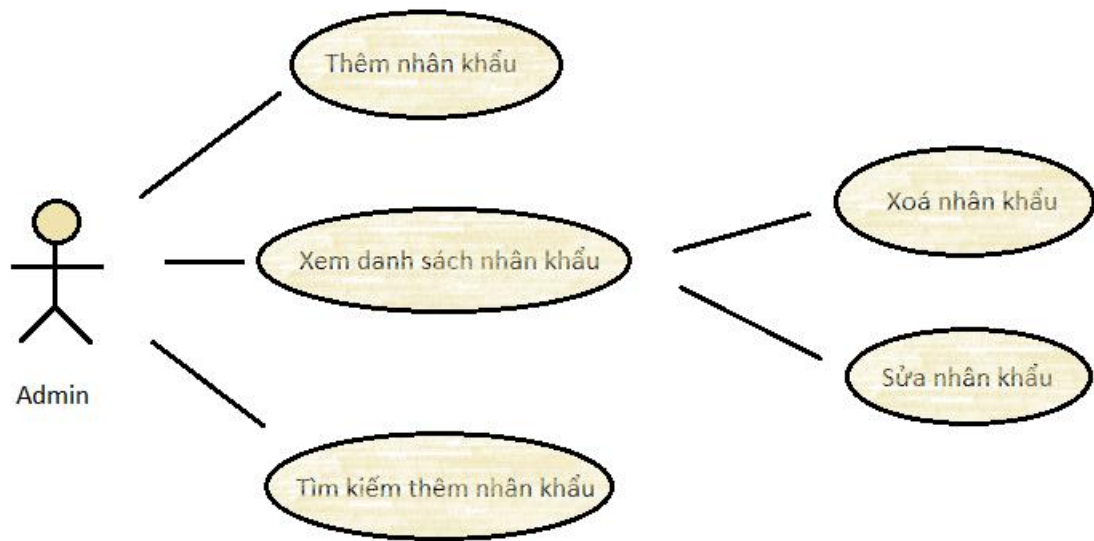 Thêm nhân khẩu
Xoá nhân khẩu
Xem danh sách nhân khẩu
Sửa nhân khẩu
Admin
Tìm kiếm thêm nhân khẩu